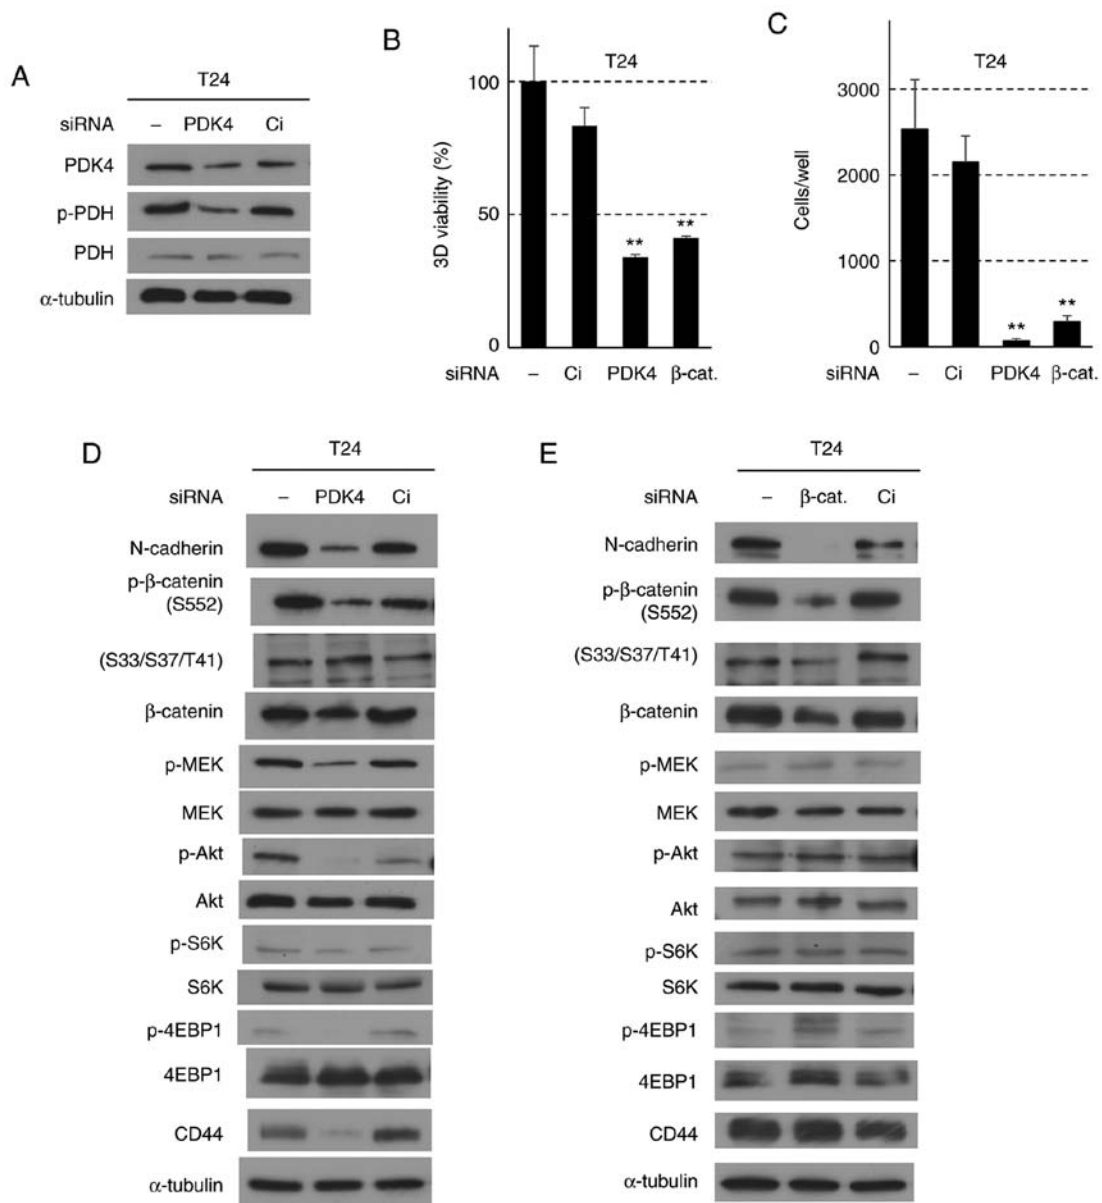 A
T24
siRNA – PDK4 Ci
PDK4
p-PDH
PDH
α-tubulin
B
T24
3D viability (%)
100
50
0
siRNA – Ci PDK4 β-cat.
**
**
C
T24
Cells/well
3000
2000
1000
0
siRNA – Ci PDK4 β-cat.
**
**
D
T24
siRNA – PDK4 Ci
N-cadherin
p-β-catenin
(S552)
(S33/S37/T41)
β-catenin
p-MEK
MEK
p-Akt
Akt
p-S6K
S6K
p-4EBP1
4EBP1
CD44
α-tubulin
E
T24
siRNA – β-cat. Ci
N-cadherin
p-β-catenin
(S552)
(S33/S37/T41)
β-catenin
p-MEK
MEK
p-Akt
Akt
p-S6K
S6K
p-4EBP1
4EBP1
CD44
α-tubulin